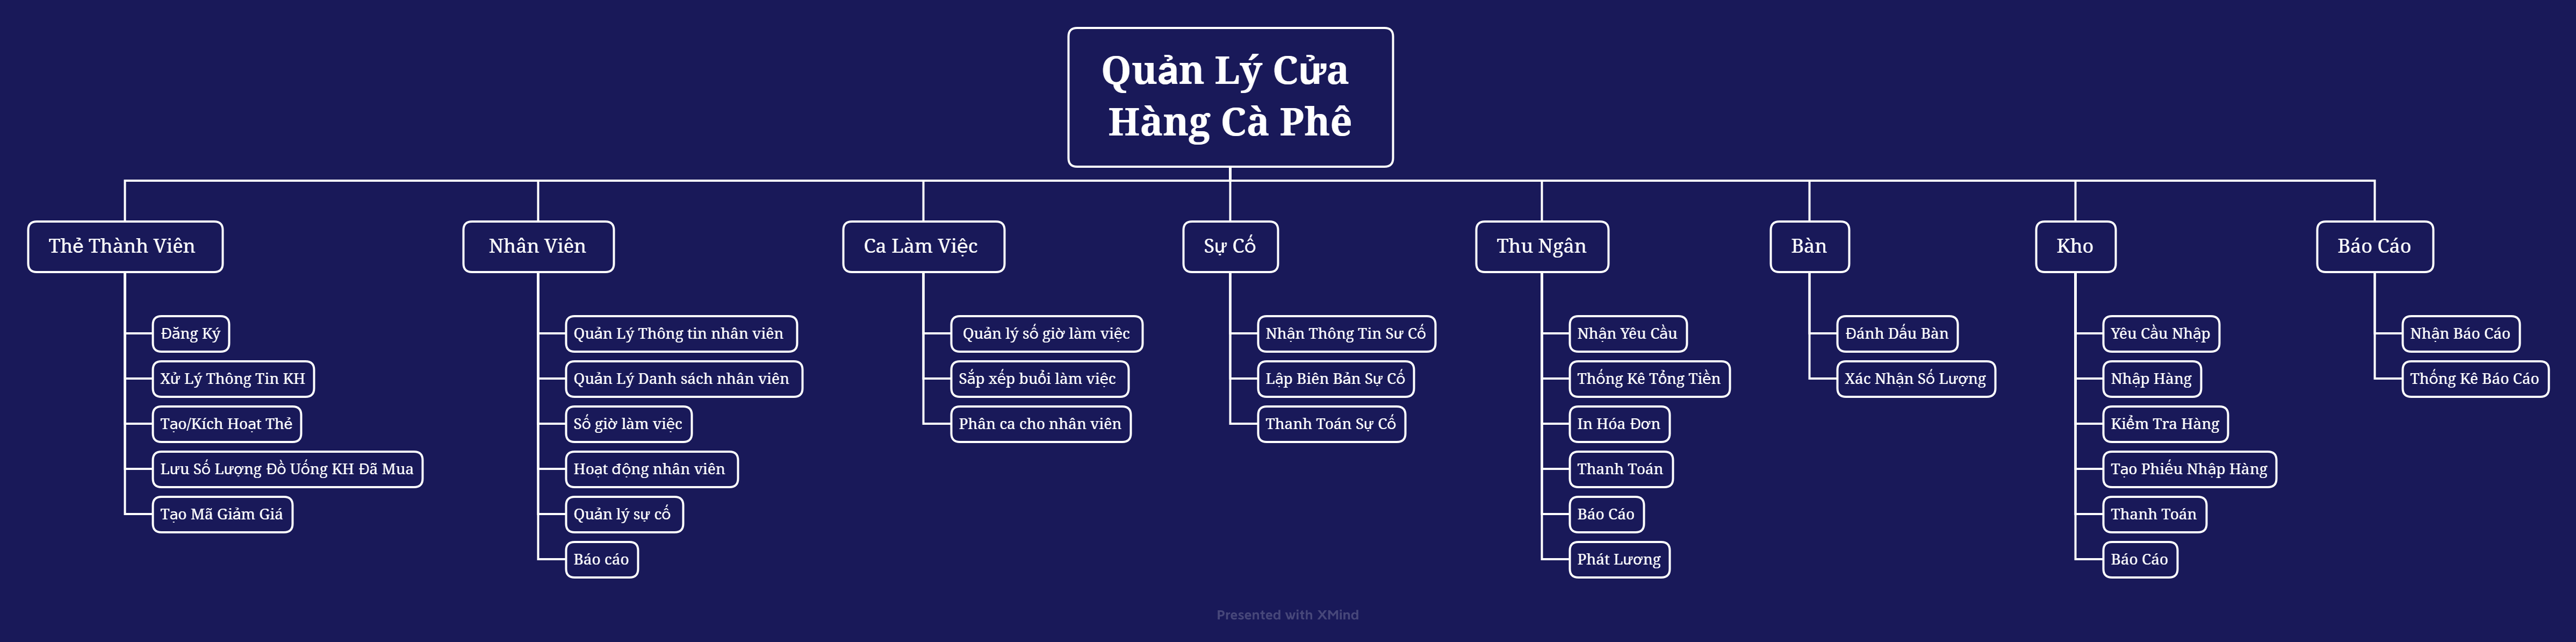 Quản Lý Cửa
Hàng Cà Phê
Thẻ Thành Viên
Đăng Ký
Xử Lý Thông Tin KH
Tạo/Kích Hoạt Thẻ
Lưu Số Lượng Đồ Uống KH Đã Mua
Tạo Mã Giảm Giá
Nhân Viên
Quản Lý Thông tin nhân viên
Quản Lý Danh sách nhân viên
Số giờ làm việc
Hoạt động nhân viên
Quản lý sự cố
Báo cáo
Ca Làm Việc
Quản lý số giờ làm việc
Sắp xếp buổi làm việc
Phân ca cho nhân viên
Sự Cố
Nhận Thông Tin Sư Cố
Lập Biên Bản Sự Cố
Thanh Toán Sự Cố
Thu Ngân
Nhận Yêu Cầu
Thống Kê Tổng Tiền
In Hóa Đơn
Thanh Toán
Báo Cáo
Phát Lương
Bàn
Đánh Dấu Bàn
Xác Nhận Số Lượng
Kho
Yêu Cầu Nhập
Nhập Hàng
Kiểm Tra Hàng
Tạo Phiếu Nhập Hàng
Thanh Toán
Báo Cáo
Báo Cáo
Nhận Báo Cáo
Thống Kê Báo Cáo
Presented with XMind